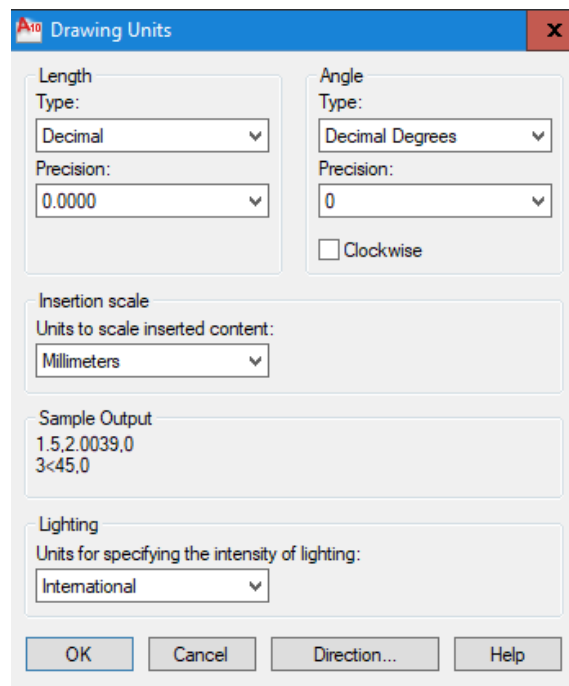 A10 Drawing Units x
Length
Type:
Decimal
Precision:
0.0000
Angle
Type:
Decimal Degrees
Precision:
0
Clockwise
Insertion scale
Units to scale inserted content:
Millimeters
Sample Output
1.5,2.0039,0
3<45,0
Lighting
Units for specifying the intensity of lighting:
International
OK Cancel Direction... Help